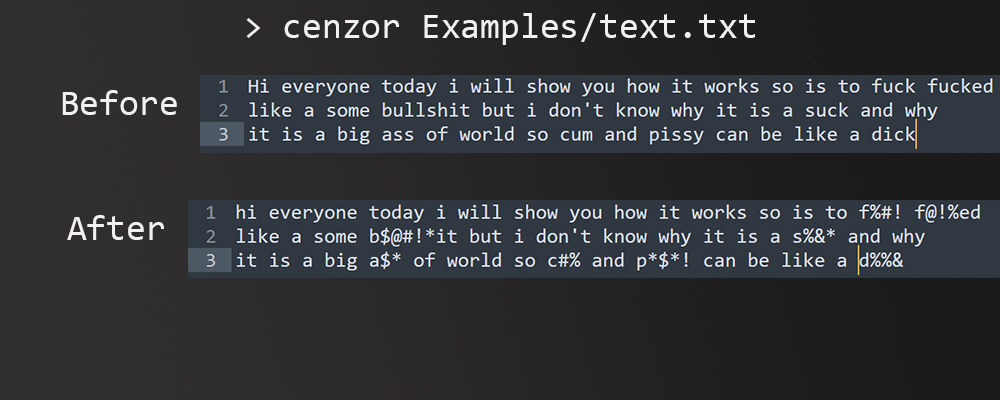 > cenzor Examples/text.txt
Before
1 Hi everyone today i will show you how it works so is to fuck fucked
2 like a some bullshit but i don't know why it is a suck and why
3 it is a big ass of world so cum and pissy can be like a dick
After
1 hi everyone today i will show you how it works so is to f%#! f@!%ed
2 like a some b$@#!*it but i don't know why it is a s%&* and why
3 it is a big a$* of world so c#% and p*$*! can be like a d%%&